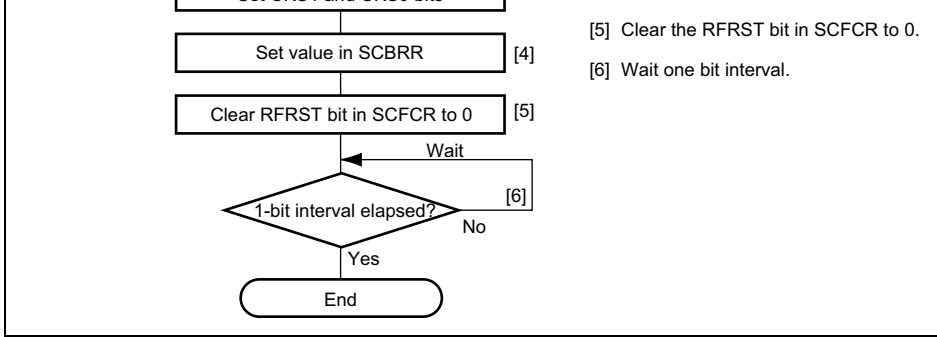 [5] Clear the RFRST bit in SCFCR to 0.
Set value in SCBRR [4]
[6] Wait one bit interval.
Clear RFRST bit in SCFCR to 0 [5]
Wait
1-bit interval elapsed? [6]
No
Yes
End